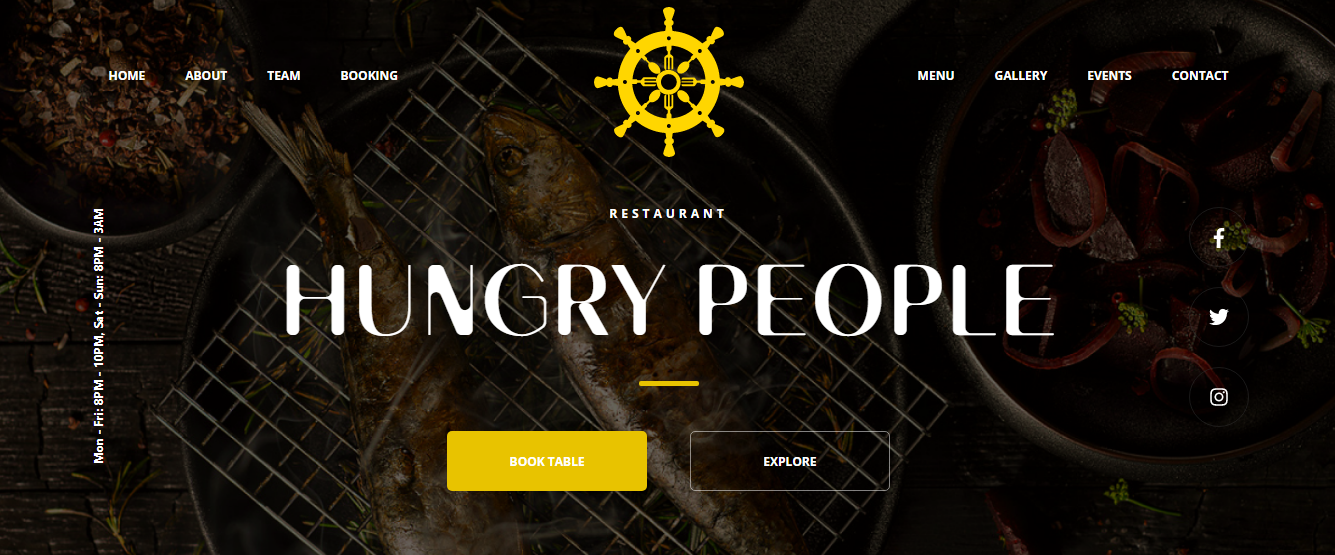 HOME ABOUT TEAM BOOKING MENU GALLERY EVENTS CONTACT
RESTAURANT
HUNGRY PEOPLE
Mon - Fri: 8PM - 10PM, Sat - Sun: 8PM - 3AM
BOOK TABLE EXPLORE